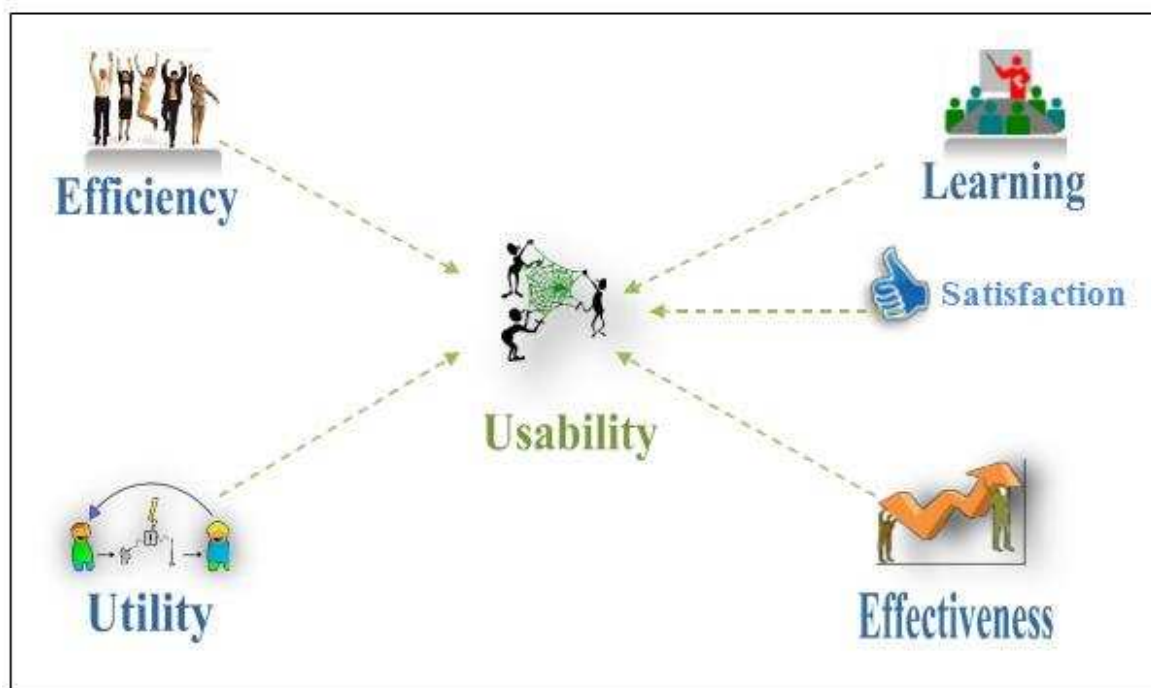 Efficiency
Learning
Satisfaction
Usability
Utility
Effectiveness